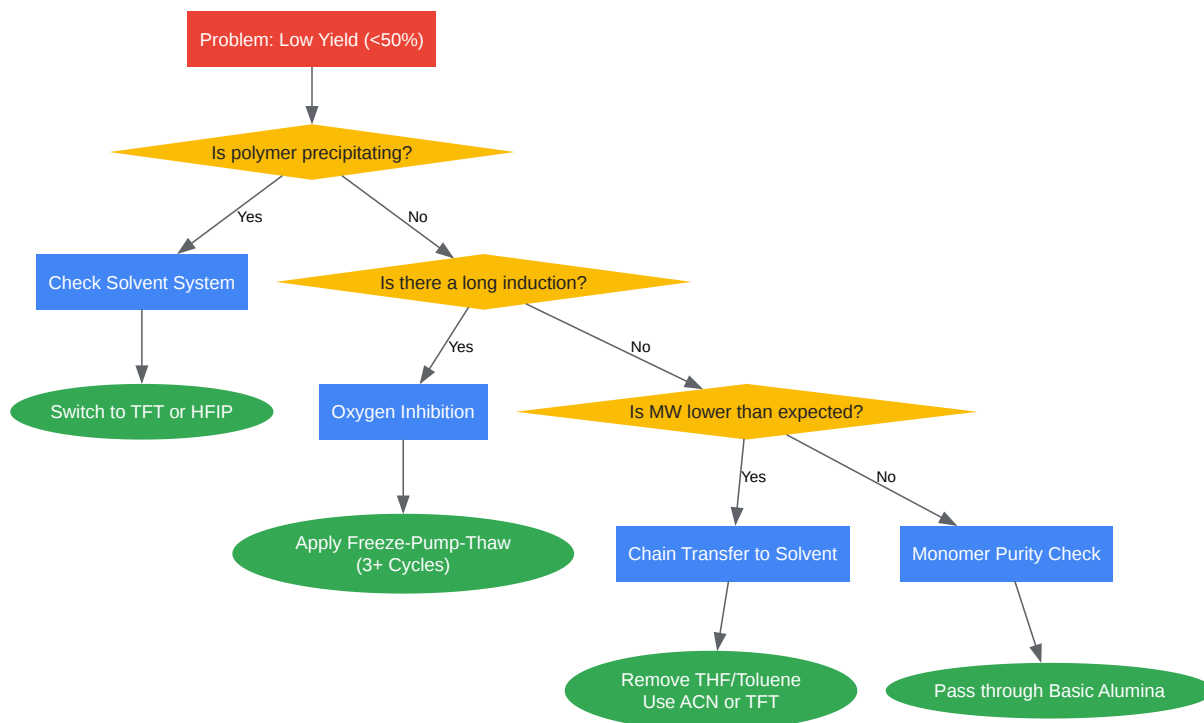 Problem: Low Yield (<50%)
Is polymer precipitating?
Yes
No
Check Solvent System
Is there a long induction?
Yes
No
Switch to TFT or HFIP
Oxygen Inhibition
Is MW lower than expected?
Yes
No
Apply Freeze-Pump-Thaw
(3+ Cycles)
Chain Transfer to Solvent
Monomer Purity Check
Remove THF/Toluene
Use ACN or TFT
Pass through Basic Alumina